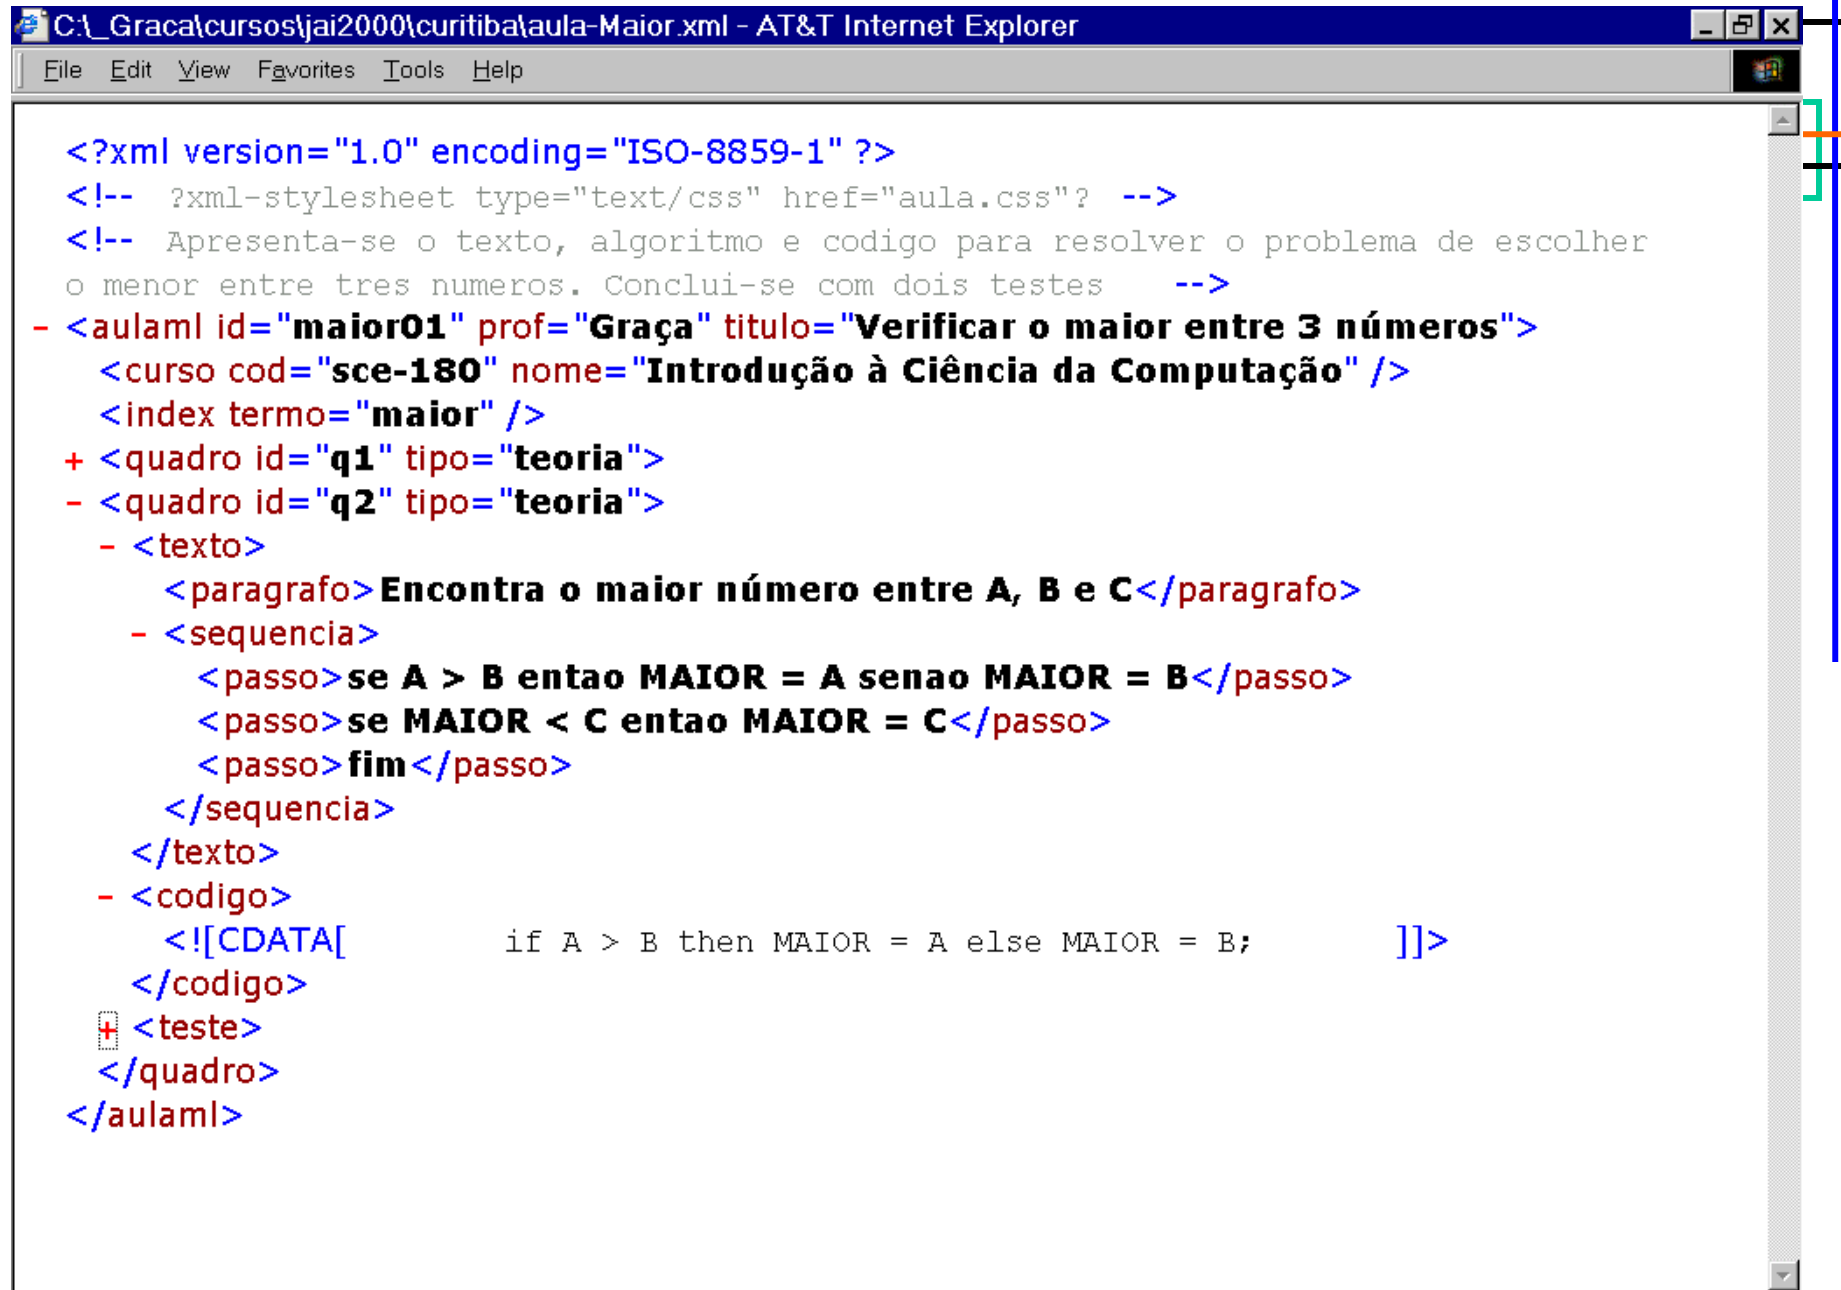 C:\_Graca\cursos\jai2000\curitiba\aula-Maior.xml - AT&T Internet Explorer
File Edit View Favorites Tools Help
<?xml version="1.0" encoding="ISO-8859-1" ?>
<!-- ?xml-stylesheet type="text/css" href="aula.css"? -->
<!-- Apresenta-se o texto, algoritmo e codigo para resolver o problema de escolher
o menor entre tres numeros. Conclui-se com dois testes -->
- <aulaml id="maior01" prof="Graça" titulo="Verificar o maior entre 3 números">
<curso cod="sce-180" nome="Introdução à Ciência da Computação" />
<index termo="maior" />
+ <quadro id="q1" tipo="teoria">
- <quadro id="q2" tipo="teoria">
- <texto>
<paragrafo>Encontra o maior número entre A, B e C</paragrafo>
- <sequencia>
<passo>se A > B entao MAIOR = A senao MAIOR = B</passo>
<passo>se MAIOR < C entao MAIOR = C</passo>
<passo>fim</passo>
</sequencia>
</texto>
- <codigo>
<![CDATA[ if A > B then MAIOR = A else MAIOR = B; ]]>
</codigo>
+ <teste>
</quadro>
</aulaml>